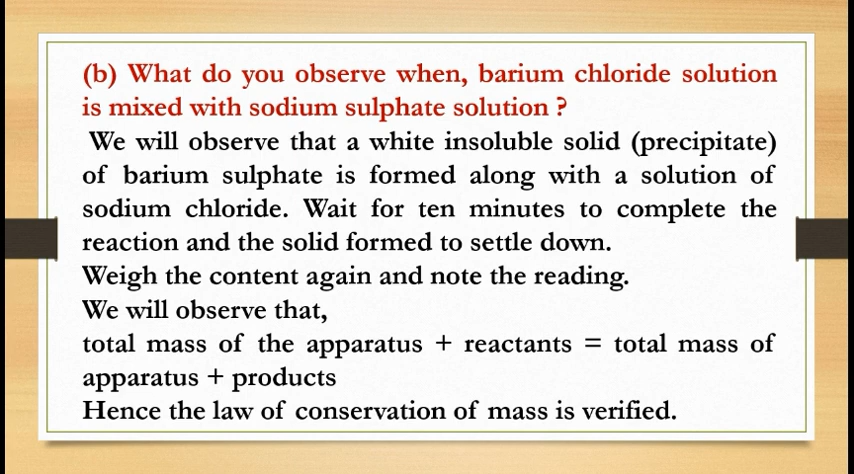 (b) What do you observe when, barium chloride solution
is mixed with sodium sulphate solution ?
We will observe that a white insoluble solid (precipitate)
of barium sulphate is formed along with a solution of
sodium chloride. Wait for ten minutes to complete the
reaction and the solid formed to settle down.
Weigh the content again and note the reading.
We will observe that,
total mass of the apparatus + reactants = total mass of
apparatus + products
Hence the law of conservation of mass is verified.